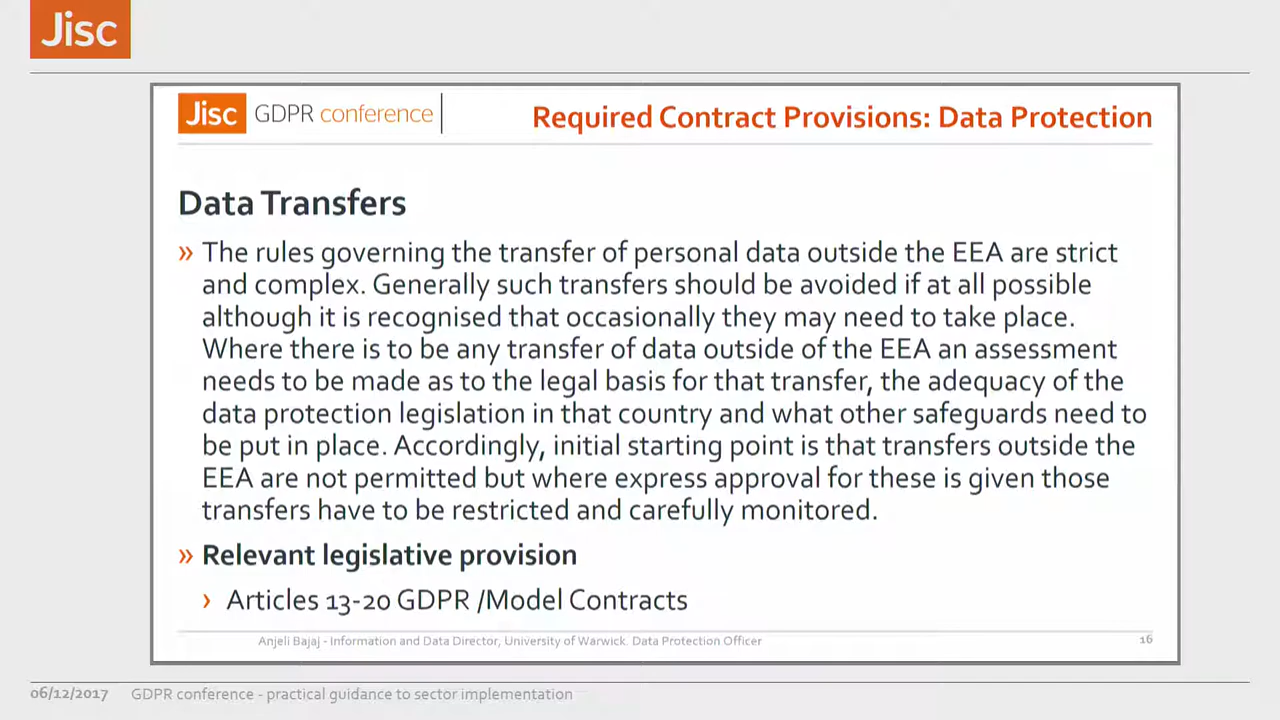 Jisc
Jisc GDPR conference
Required Contract Provisions: Data Protection
Data Transfers
» The rules governing the transfer of personal data outside the EEA are strict
and complex. Generally such transfers should be avoided if at all possible
although it is recognised that occasionally they may need to take place.
Where there is to be any transfer of data outside of the EEA an assessment
needs to be made as to the legal basis for that transfer, the adequacy of the
data protection legislation in that country and what other safeguards need to
be put in place. Accordingly, initial starting point is that transfers outside the
EEA are not permitted but where express approval for these is given those
transfers have to be restricted and carefully monitored.
» Relevant legislative provision
› Articles 13-20 GDPR /Model Contracts
Anjeli Bajaj - Information and Data Director, University of Warwick. Data Protection Officer
16
06/12/2017 GDPR conference - practical guidance to sector implementation